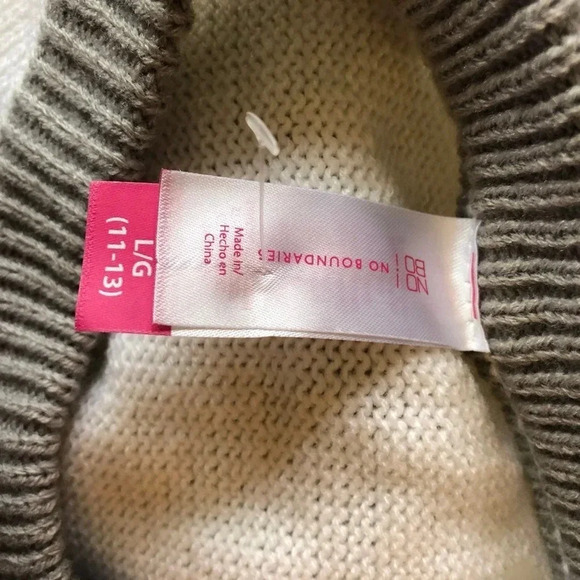 NO
BO
NO BOUNDARIES
Made in/
Hecho en
China
L/G
(11-13)